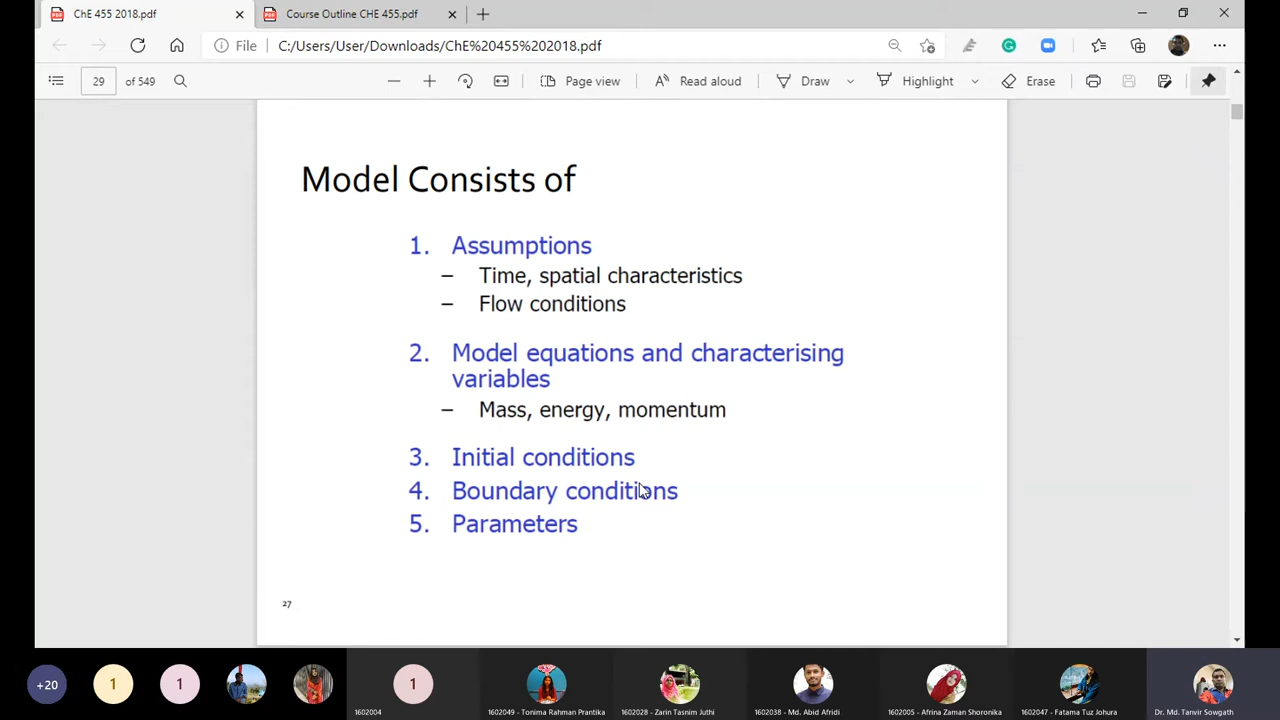 ChE 455 2018.pdf
Course Outline CHE 455.pdf
File
C:/Users/User/Downloads/ChE%20455%202018.pdf
29 of 549
Page view
Read aloud
Draw
Highlight
Erase
Model Consists of
1. Assumptions
– Time, spatial characteristics
– Flow conditions
2. Model equations and characterising
variables
– Mass, energy, momentum
3. Initial conditions
4. Boundary conditions
5. Parameters
27
+20
1
1
1
1602004
1602049 - Tonima Rahman Prantika
1602028 - Zarin Tasnim Juthi
1602038 - Md. Abid Afridi
1602005 - Afrina Zaman Shoronika
1602047 - Fatama Tuz Johura
Dr. Md. Tanvir Sowgath